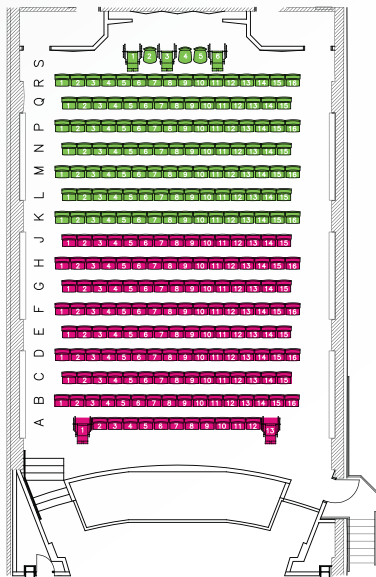 S 1 2 3 4 5 6
R 1 2 3 4 5 6 7 8 9 10 11 12 13 14 15 16
Q 1 2 3 4 5 6 7 8 9 10 11 12 13 14 15
P 1 2 3 4 5 6 7 8 9 10 11 12 13 14 15 16
N 1 2 3 4 5 6 7 8 9 10 11 12 13 14 15
M 1 2 3 4 5 6 7 8 9 10 11 12 13 14 15 16
L 1 2 3 4 5 6 7 8 9 10 11 12 13 14 15
K 1 2 3 4 5 6 7 8 9 10 11 12 13 14 15 16
J 1 2 3 4 5 6 7 8 9 10 11 12 13 14 15
H 1 2 3 4 5 6 7 8 9 10 11 12 13 14 15 16
G 1 2 3 4 5 6 7 8 9 10 11 12 13 14 15
F 1 2 3 4 5 6 7 8 9 10 11 12 13 14 15 16
E 1 2 3 4 5 6 7 8 9 10 11 12 13 14 15
D 1 2 3 4 5 6 7 8 9 10 11 12 13 14 15 16
C 1 2 3 4 5 6 7 8 9 10 11 12 13 14 15
B 1 2 3 4 5 6 7 8 9 10 11 12 13 14 15 16
A 1 2 3 4 5 6 7 8 9 10 11 12 13